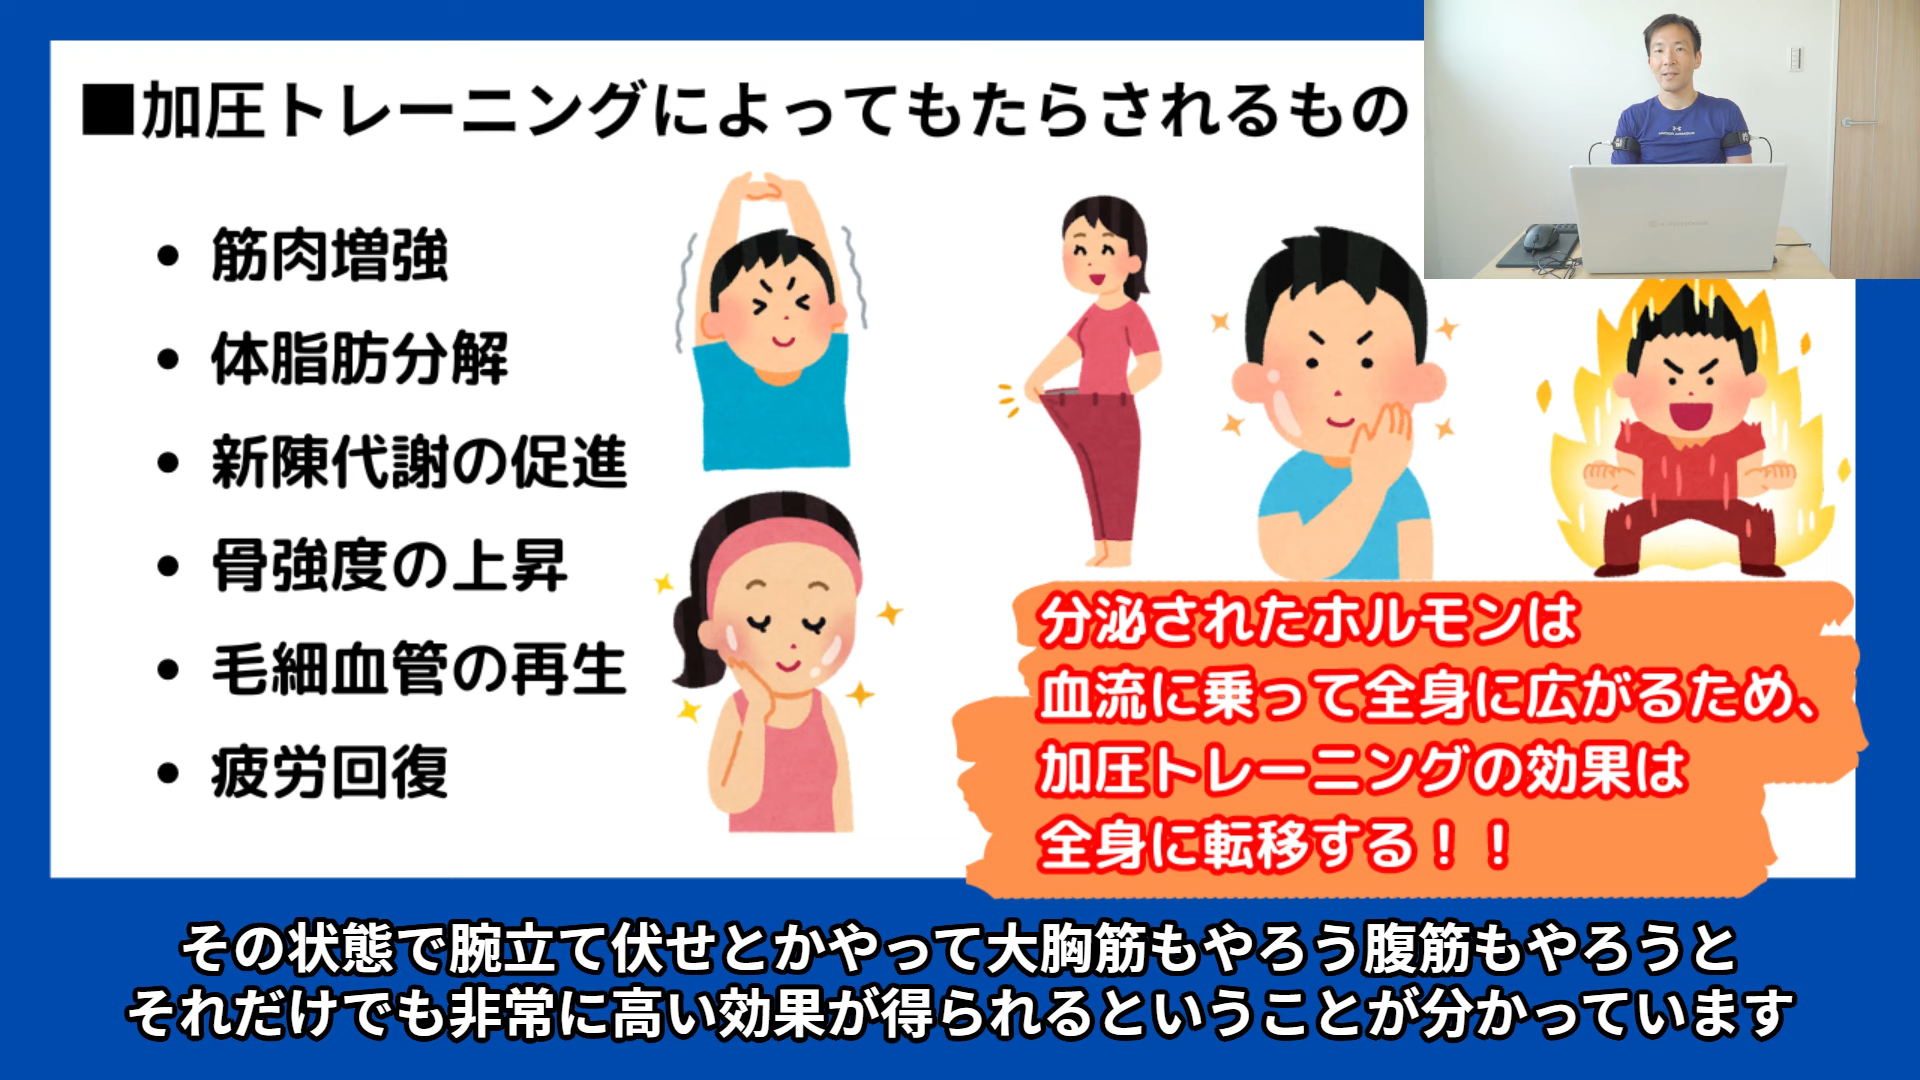 ■加圧トレーニングによってもたらされるもの
• 筋肉増強
• 体脂肪分解
• 新陳代謝の促進
• 骨強度の上昇
• 毛細血管の再生
• 疲労回復
分泌されたホルモンは
血流に乗って全身に広がるため、
加圧トレーニングの効果は
全身に転移する！！
その状態で腕立て伏せとかやって大胸筋もやろう腹筋もやろうと
それだけでも非常に高い効果が得られるということが分かっています